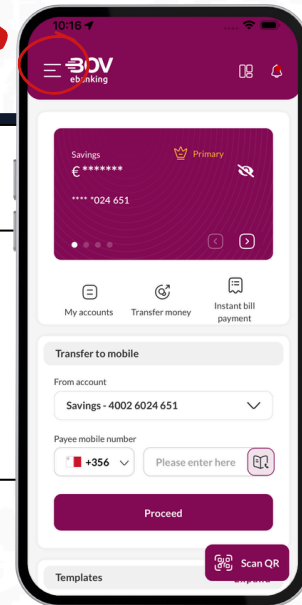 10:16
BOV
ebanking
Savings
Primary
€ *******
**** *024 651
My accounts
Transfer money
Instant bill
payment
Transfer to mobile
From account
Savings - 4002 6024 651
Payee mobile number
+356
Please enter here
Proceed
Scan QR
Templates